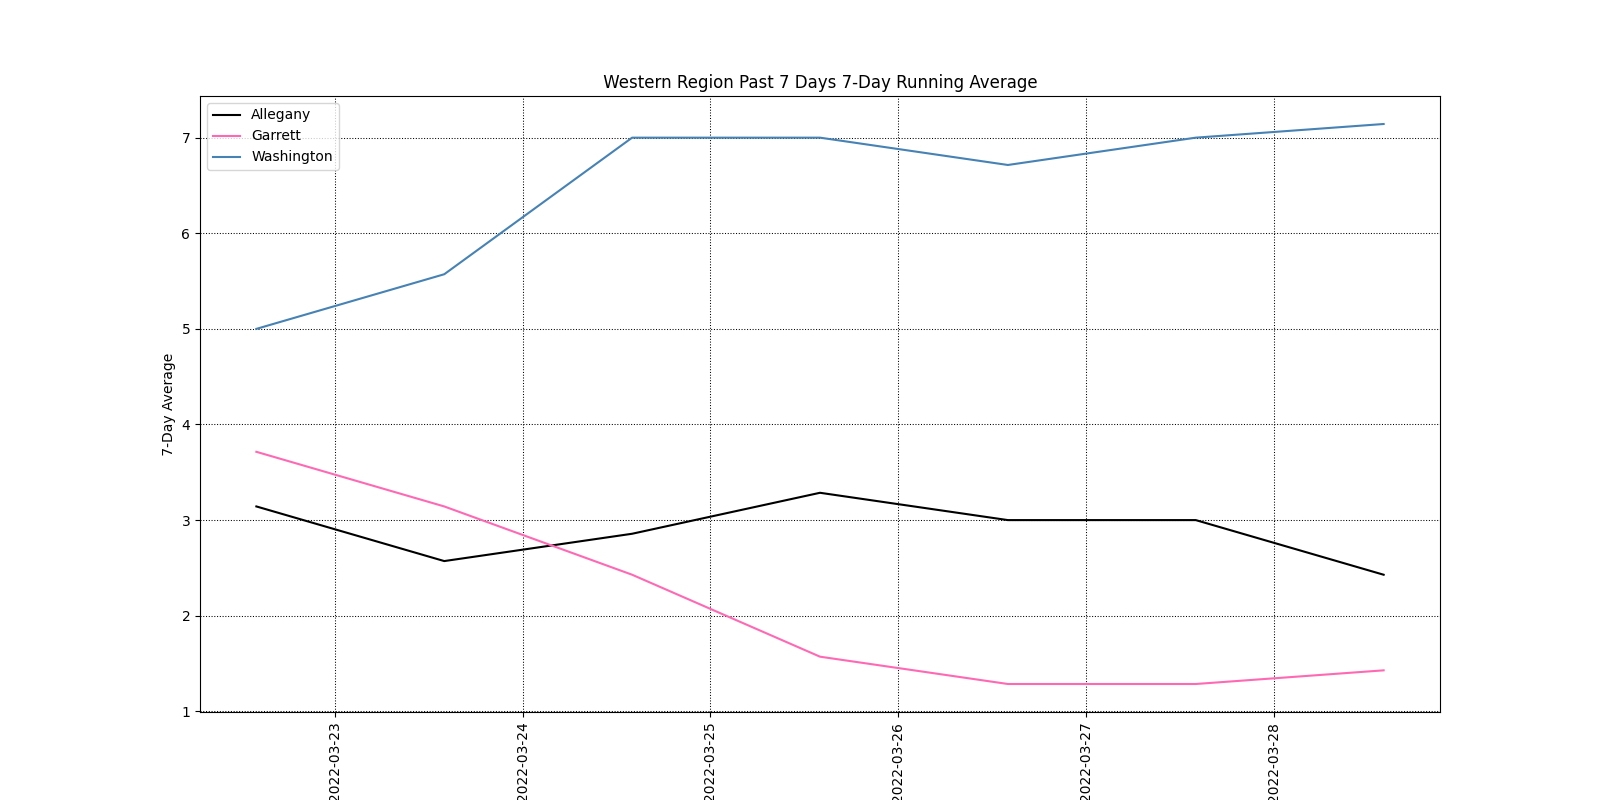 Western Region Past 7 Days 7-Day Running Average
Allegany
Garrett
Washington
7-Day Average
7
6
5
4
3
2
1
2022-03-23
2022-03-24
2022-03-25
2022-03-26
2022-03-27
2022-03-28